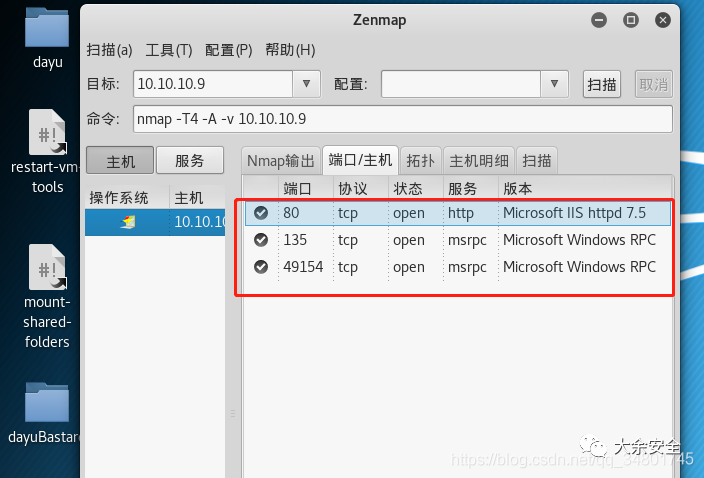 dayu
#!
restart-vm-
tools
#!
mount-
shared-
folders
dayuBastar
Zenmap
扫描(a) 工具(T) 配置(P) 帮助(H)
目标: 10.10.10.9 配置: 扫描 取消
命令: nmap -T4 -A -v 10.10.10.9
主机 服务
操作系统 主机
10.10.10
Nmap输出 端口/主机 拓扑 主机明细 扫描
端口 协议 状态 服务 版本
80 tcp open http Microsoft IIS httpd 7.5
135 tcp open msrpc Microsoft Windows RPC
49154 tcp open msrpc Microsoft Windows RPC
大余安全
https://blog.csdn.net/qq_34801745